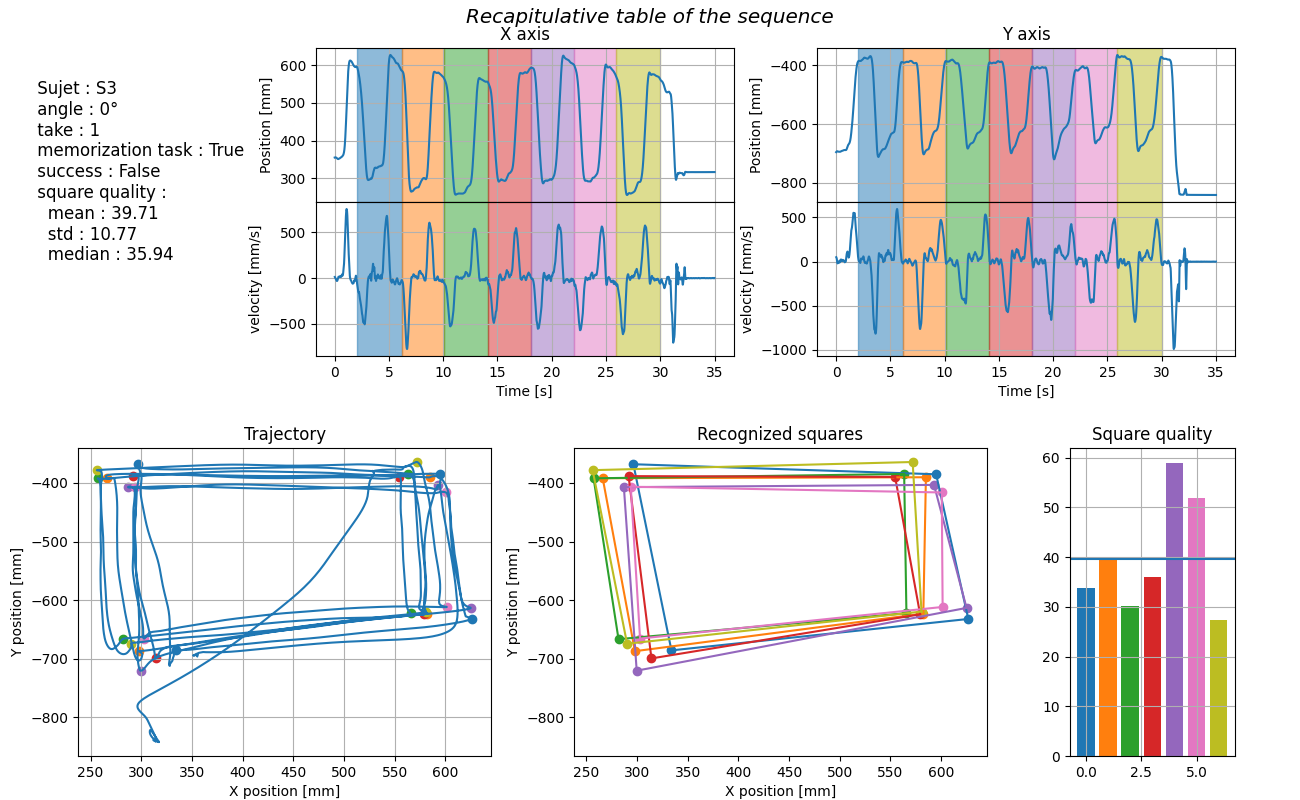 Recapitulative table of the sequence
Sujet : S3
angle : 0°
take : 1
memorization task : True
success : False
square quality :
mean : 39.71
std : 10.77
median : 35.94
X axis
Position [mm]
600
500
400
300
velocity [mm/s]
500
0
−500
0 5 10 15 20 25 30 35
Time [s]
Y axis
Position [mm]
−400
−600
−800
velocity [mm/s]
500
0
−500
−1000
0 5 10 15 20 25 30 35
Time [s]
Trajectory
Y position [mm]
−400
−500
−600
−700
−800
250 300 350 400 450 500 550 600
X position [mm]
Recognized squares
Y position [mm]
−400
−500
−600
−700
−800
250 300 350 400 450 500 550 600
X position [mm]
Square quality
60
50
40
30
20
10
0
0.0 2.5 5.0